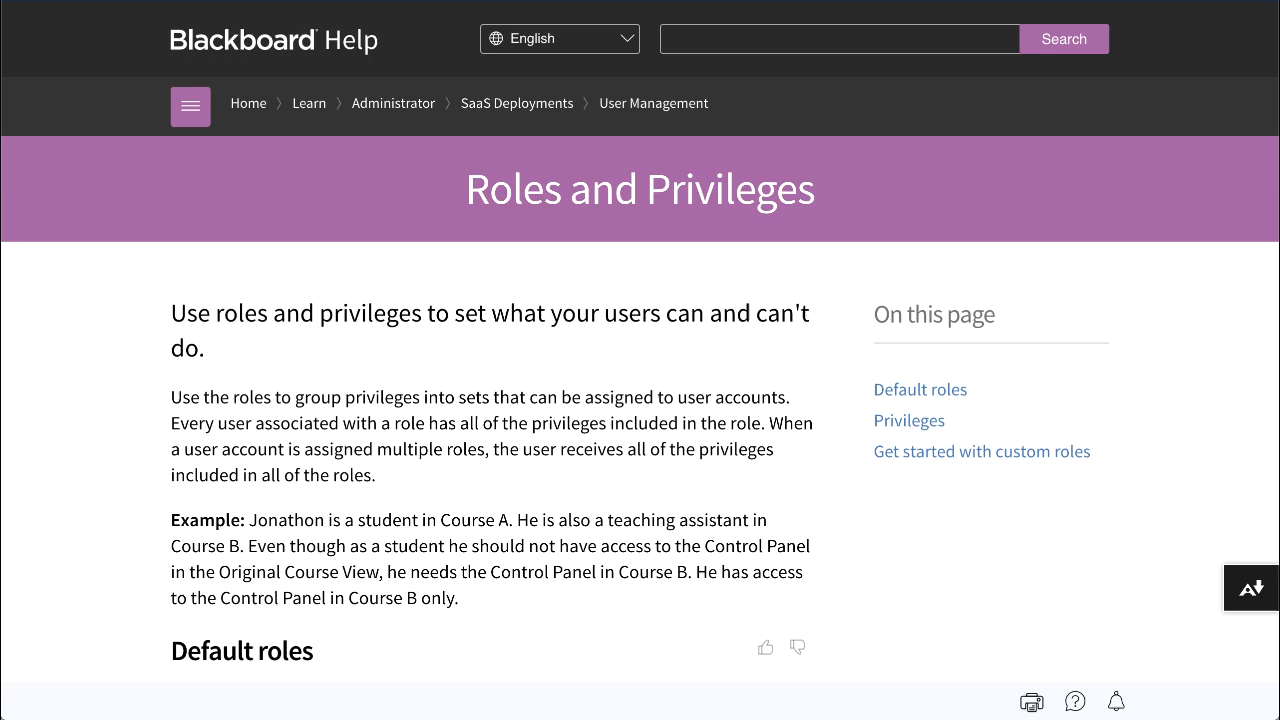 Blackboard Help
English
Search
Home
Learn
Administrator
SaaS Deployments
User Management
Roles and Privileges
Use roles and privileges to set what your users can and can't
do.
Use the roles to group privileges into sets that can be assigned to user accounts.
Every user associated with a role has all of the privileges included in the role. When
a user account is assigned multiple roles, the user receives all of the privileges
included in all of the roles.
Example: Jonathon is a student in Course A. He is also a teaching assistant in
Course B. Even though as a student he should not have access to the Control Panel
in the Original Course View, he needs the Control Panel in Course B. He has access
to the Control Panel in Course B only.
Default roles
On this page
Default roles
Privileges
Get started with custom roles